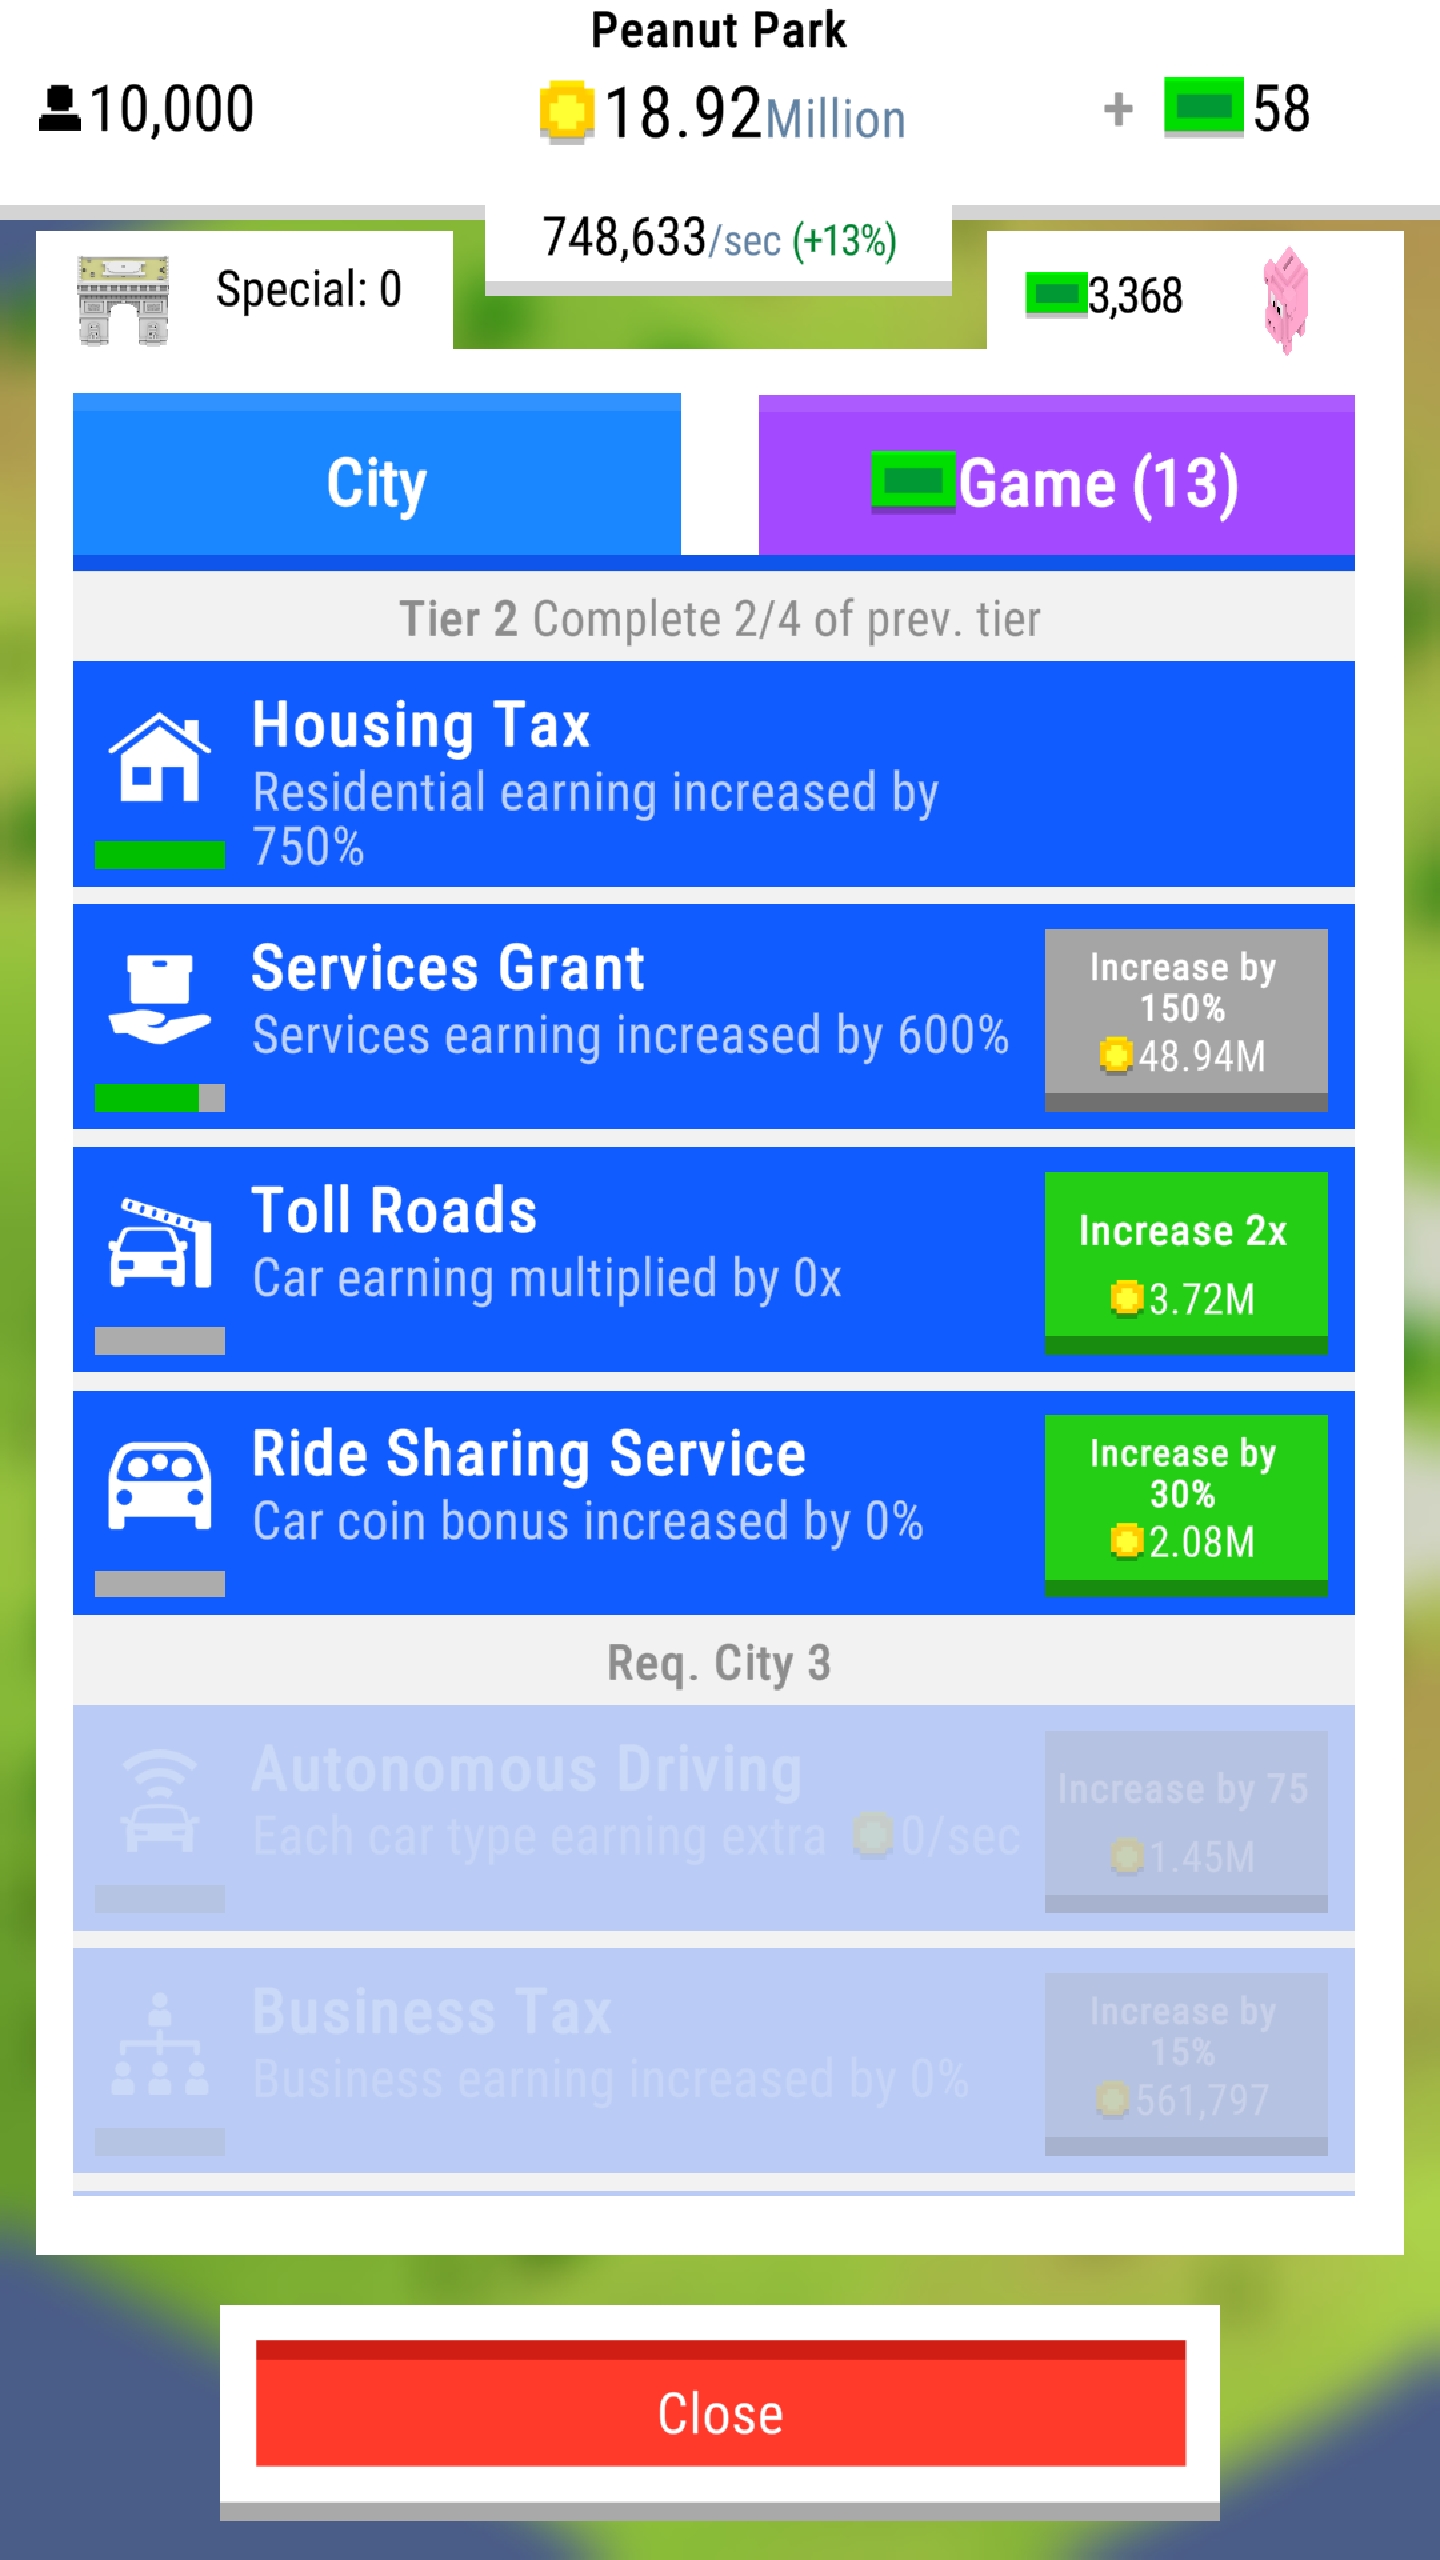 Peanut Park
10,000
18.92Million
+ 58
748,633/sec (+13%)
Special: 0
3,368
City
Game (13)
Tier 2 Complete 2/4 of prev. tier
Housing Tax
Residential earning increased by
750%
Services Grant
Services earning increased by 600%
Increase by
150%
48.94M
Toll Roads
Car earning multiplied by 0x
Increase 2x
3.72M
Ride Sharing Service
Car coin bonus increased by 0%
Increase by
30%
2.08M
Req. City 3
Autonomous Driving
Each car type earning extra 0/sec
Increase by 75
1.45M
Business Tax
Business earning increased by 0%
Increase by
15%
561,797
Close